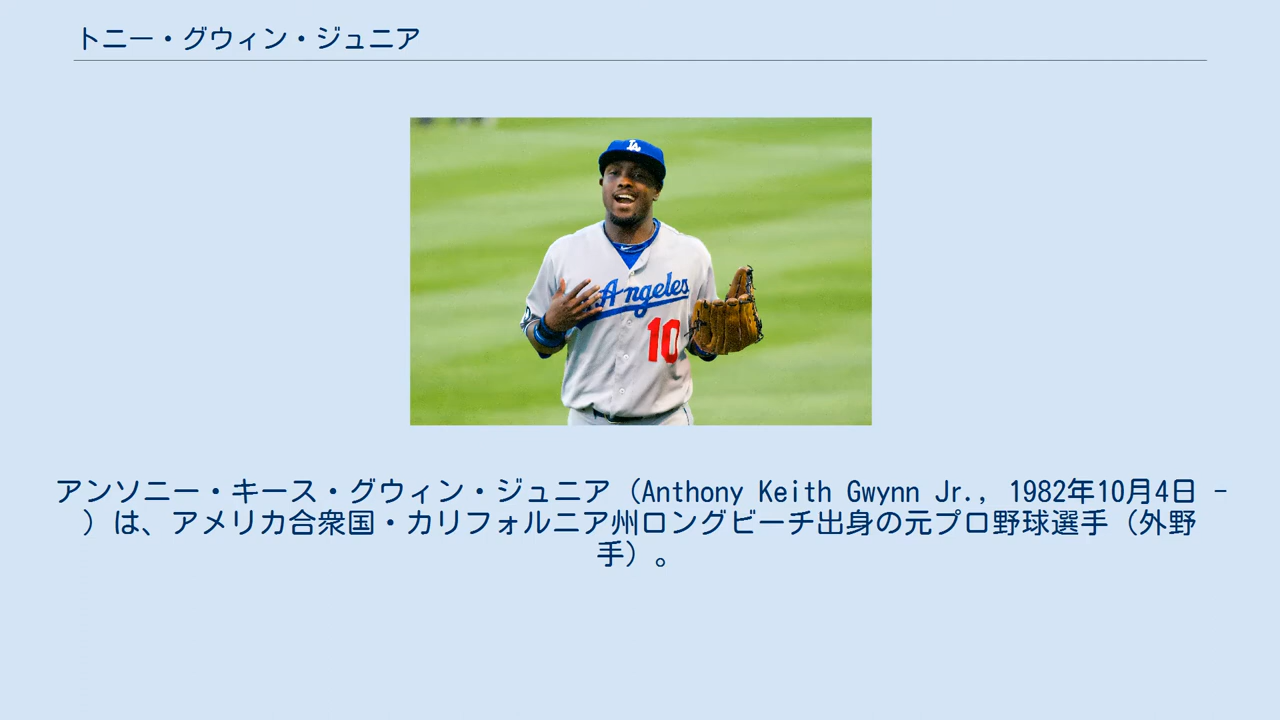 トニー・グウィン・ジュニア
LA
Angeles
10
アンソニー・キース・グウィン・ジュニア（Anthony Keith Gwynn Jr., 1982年10月4日 -
）は、アメリカ合衆国・カリフォルニア州ロングビーチ出身の元プロ野球選手（外野
手）。